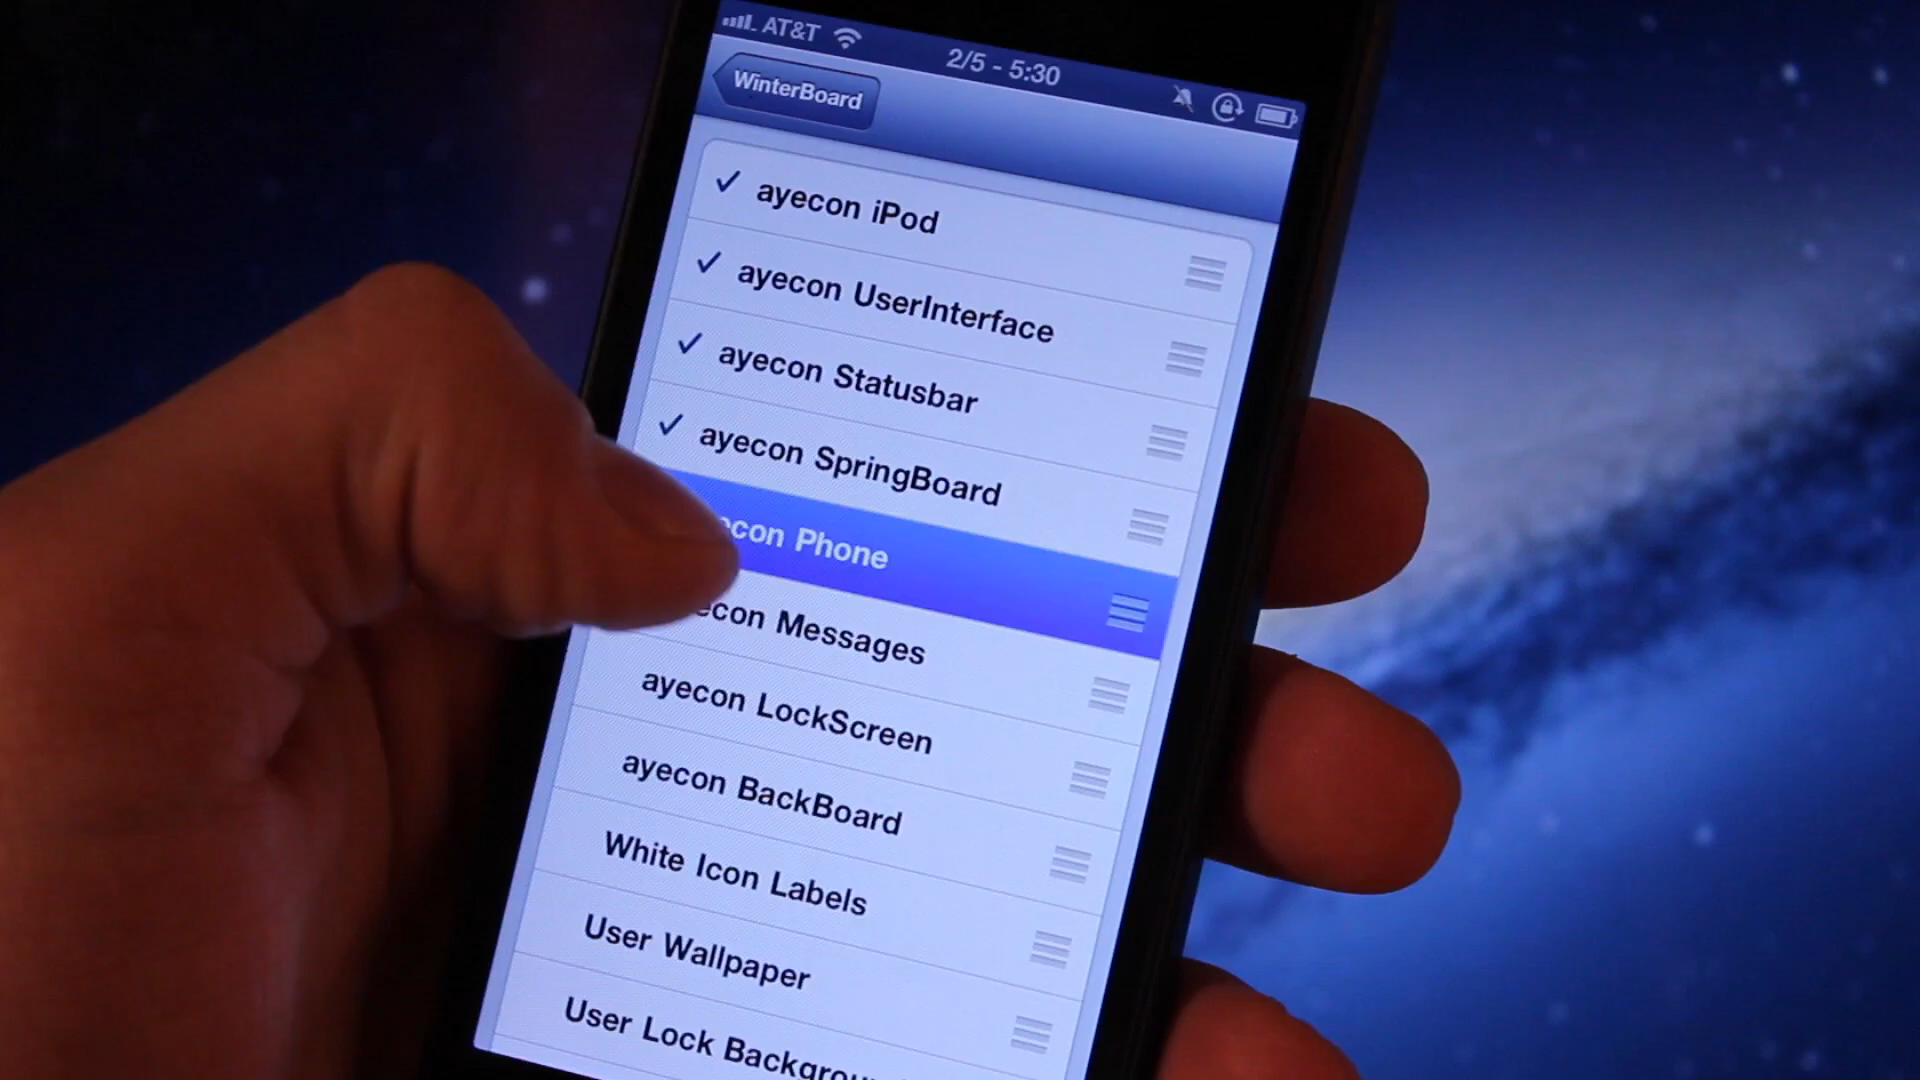 AT&T
2/5 - 5:30
WinterBoard
ayecon iPod
ayecon UserInterface
ayecon Statusbar
ayecon SpringBoard
econ Phone
econ Messages
ayecon LockScreen
ayecon BackBoard
White Icon Labels
User Wallpaper
User Lock